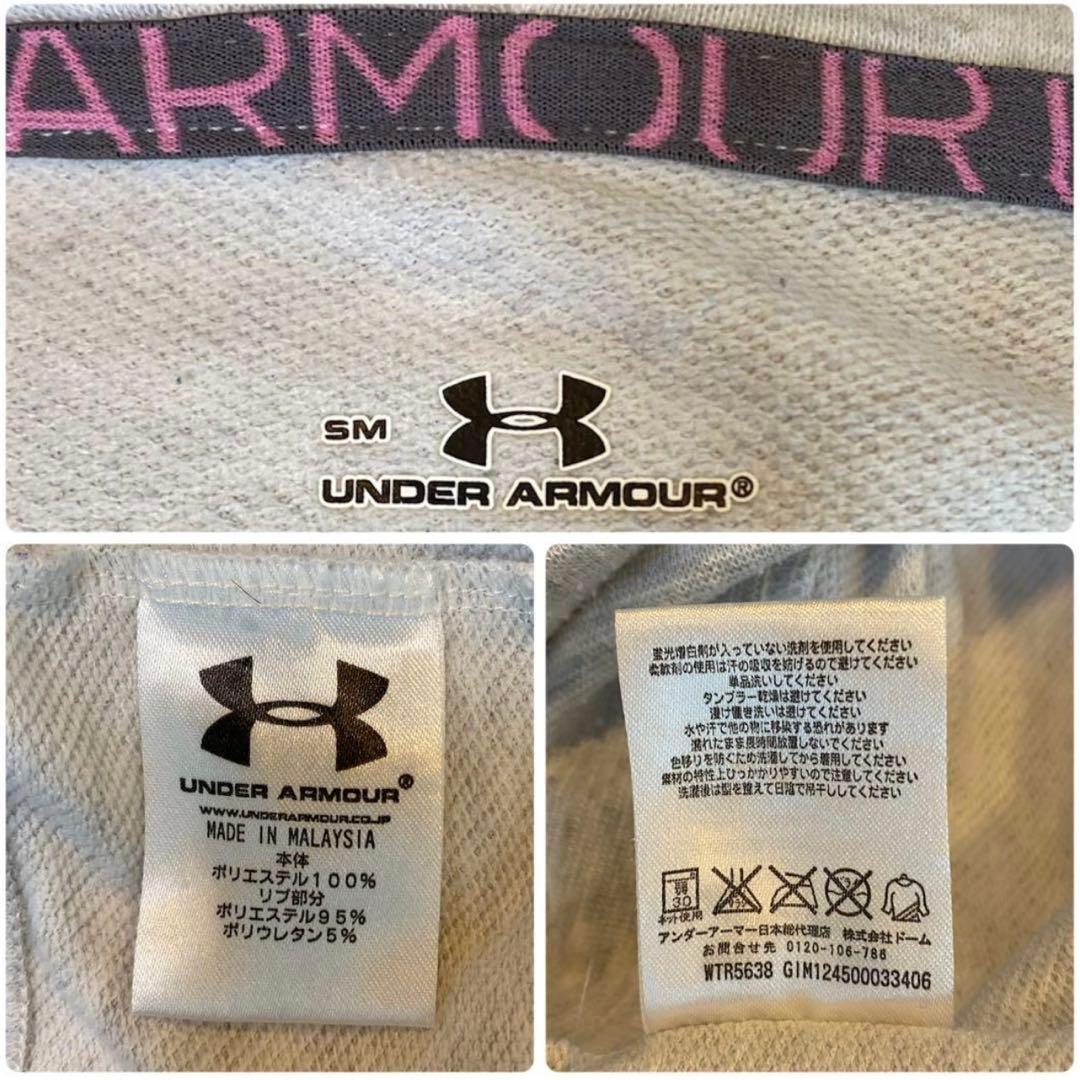 ARMOUR
SM
UNDER ARMOUR®
UNDER ARMOUR®
WWW.UNDERARMOUR.CO.JP
MADE IN MALAYSIA
本体
ポリエステル100%
リブ部分
ポリエステル95%
ポリウレタン5%
蛍光増白剤が入っていない洗剤を使用してください
柔軟剤の使用は汗の吸収を妨げるので避けてください
単品洗いしてください
タンブラー乾燥は避けてください
漬け置き洗いは避けてください
水や汗で他の物に移染する恐れがあります
濡れたまま長時間放置しないでください
色移りを防ぐため洗濯してから着用してください
素材の特性上ひっかかりやすいので注意してください
洗濯後は型を整えて日陰で吊干ししてください
弱
30
ネット使用
アンダーアーマー日本総代理店 株式会社ドーム
お問合せ先 0120-106-786
WTR5638 GIM124500033406